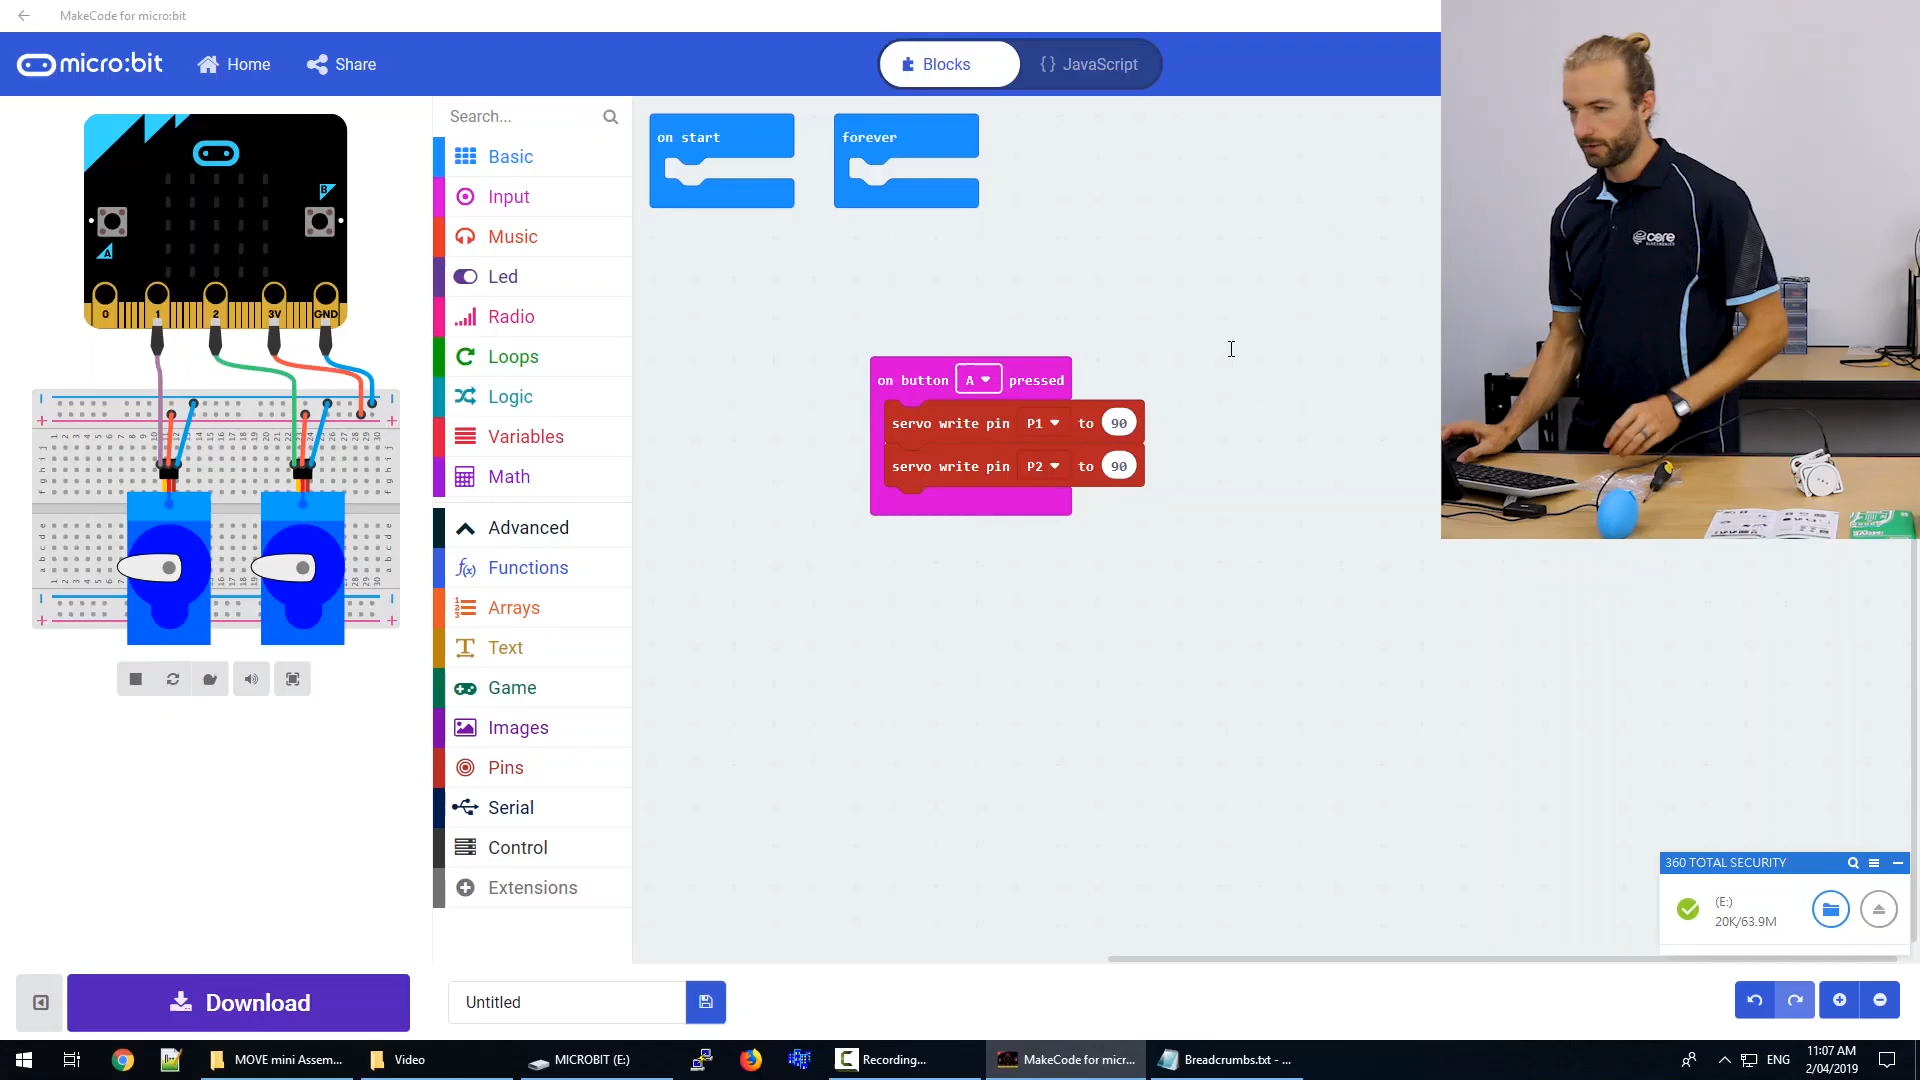 MakeCode for micro:bit
micro:bit
Home
Share
Blocks
{} JavaScript
Search...
Basic
Input
Music
Led
Radio
Loops
Logic
Variables
Math
Advanced
Functions
Arrays
Text
Game
Images
Pins
Serial
Control
Extensions
B
A
0 1 2 3V GND
on start
forever
on button A pressed
servo write pin P1 to 90
servo write pin P2 to 90
core
360 TOTAL SECURITY
(E:)
20K/63.9M
Download
Untitled
MOVE mini Assem...
Video
MICROBIT (E:)
Recording...
MakeCode for micr...
Breadcrumbs.txt - ...
ENG
11:07 AM
2/04/2019